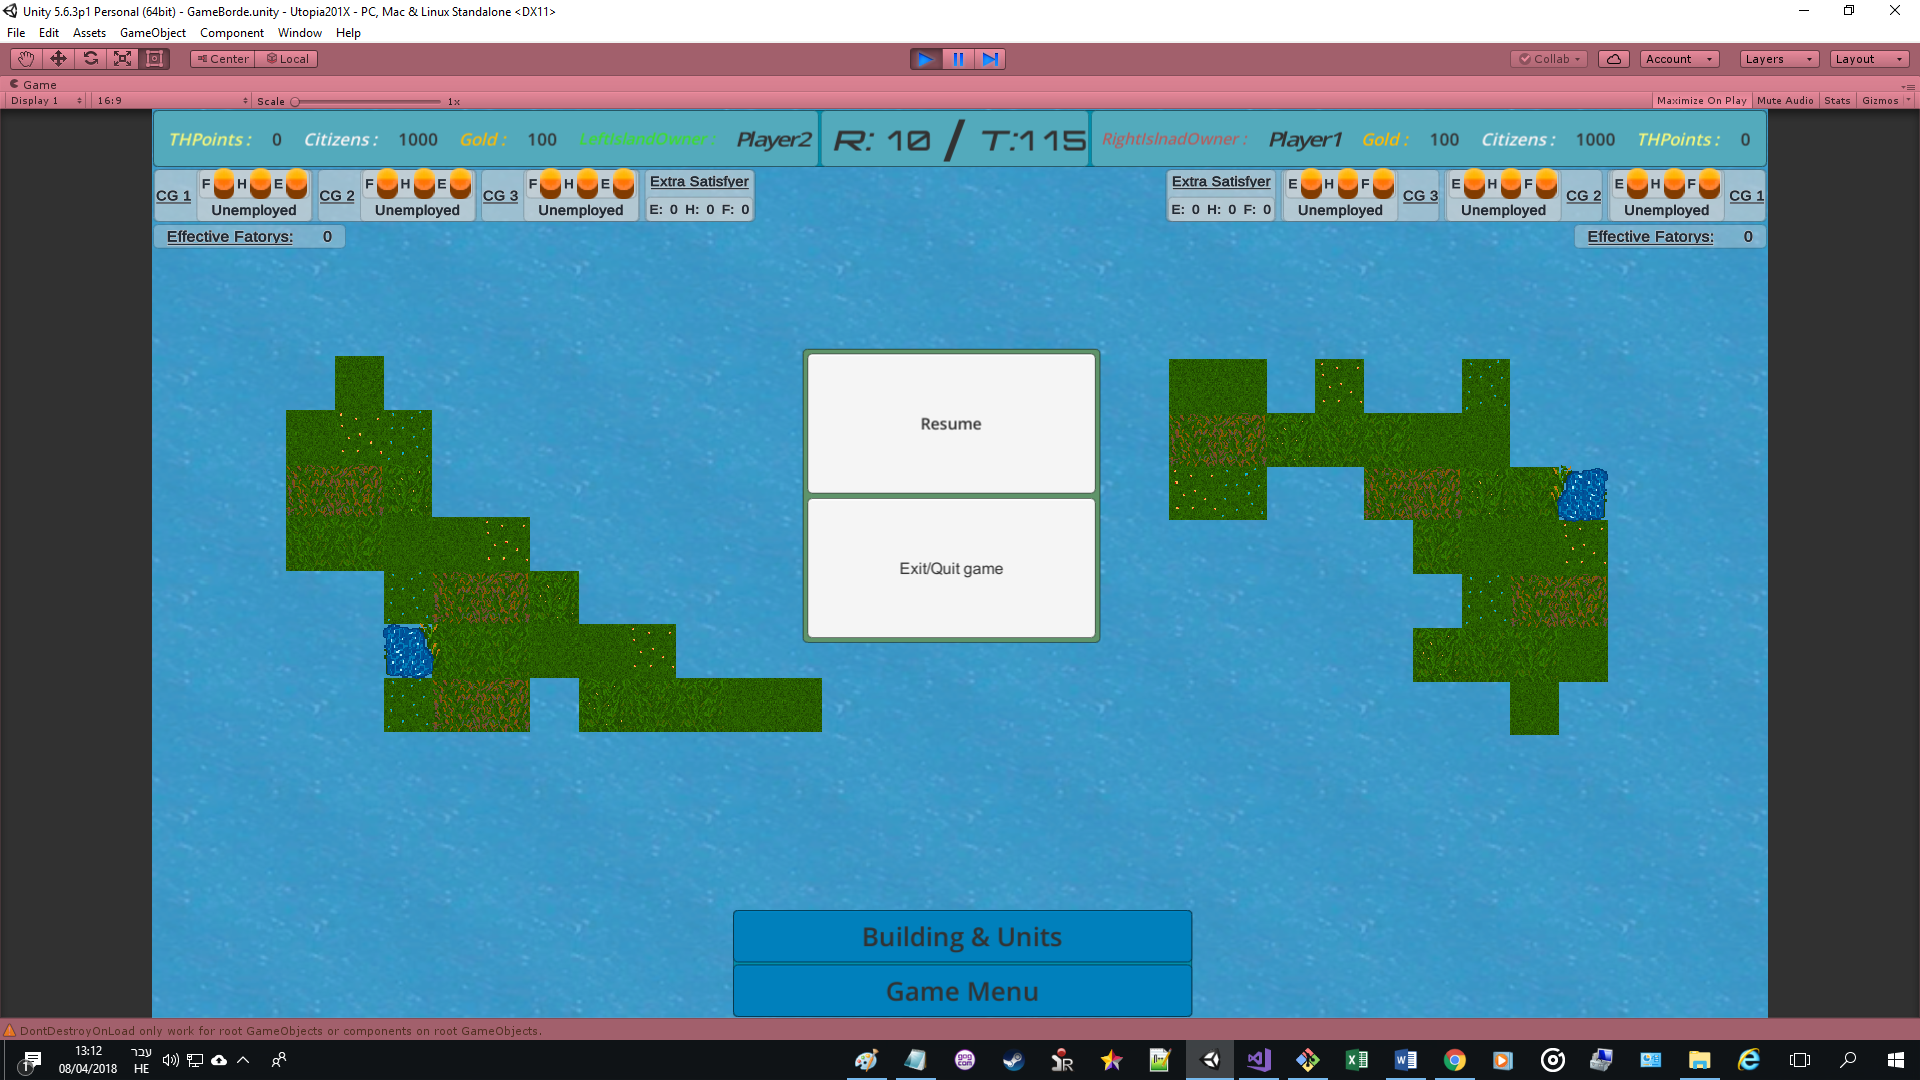 Unity 5.6.3p1 Personal (64bit) - GameBorde.unity - Utopia201X - PC, Mac & Linux Standalone <DX11>
File Edit Assets GameObject Component Window Help
Center Local Collab Account Layers Layout
Game
Display 1 16:9 Scale 1x Maximize On Play Mute Audio Stats Gizmos
THPoints : 0 Citizens : 1000 Gold : 100 LeftIslandOwner : Player2 R: 10 / T:115 RightIslnadOwner : Player1 Gold : 100 Citizens : 1000 THPoints : 0
CG 1 F H E Unemployed CG 2 F H E Unemployed CG 3 F H E Unemployed Extra Satisfyer E: 0 H: 0 F: 0
Extra Satisfyer E: 0 H: 0 F: 0 E H F Unemployed CG 3 E H F Unemployed CG 2 E H F Unemployed CG 1
Effective Fatorys: 0 Effective Fatorys: 0
Resume
Exit/Quit game
Building & Units
Game Menu
DontDestroyOnLoad only work for root GameObjects or components on root GameObjects.
13:12 עבר
08/04/2018 HE